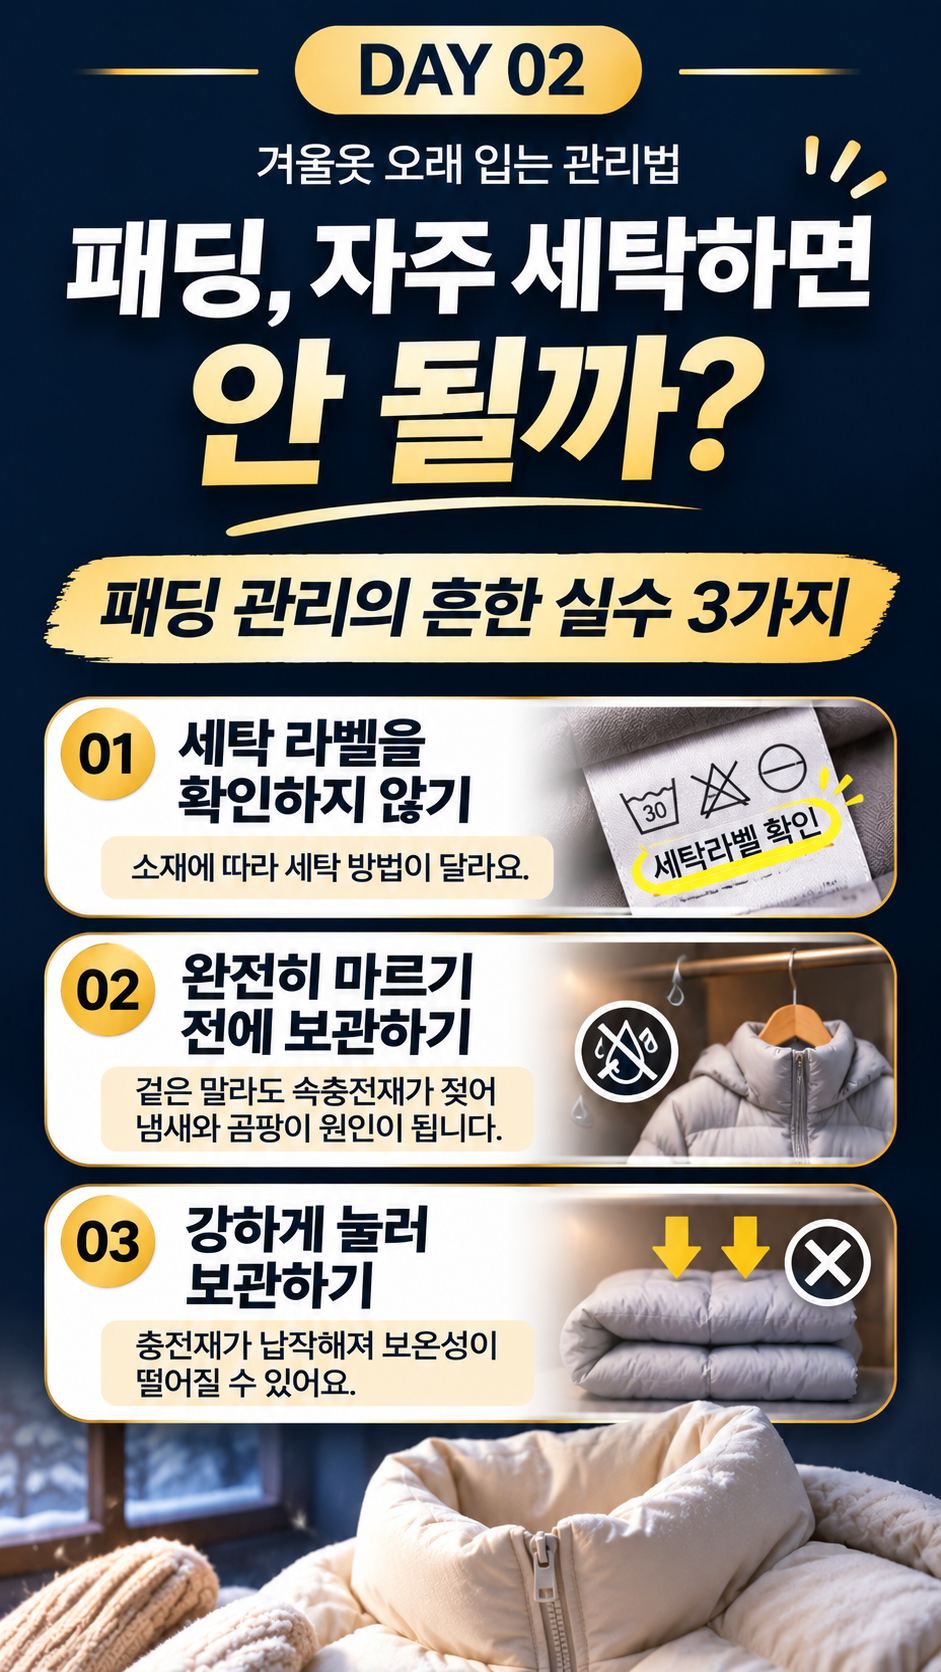 DAY 02
겨울옷 오래 입는 관리법
패딩, 자주 세탁하면
안 될까?
패딩 관리의 흔한 실수 3가지
01
세탁 라벨을
확인하지 않기
소재에 따라 세탁 방법이 달라요.
30
세탁라벨 확인
02
완전히 마르기
전에 보관하기
겉은 말라도 속충전재가 젖어
냄새와 곰팡이 원인이 됩니다.
03
강하게 눌러
보관하기
충전재가 납작해져 보온성이
떨어질 수 있어요.